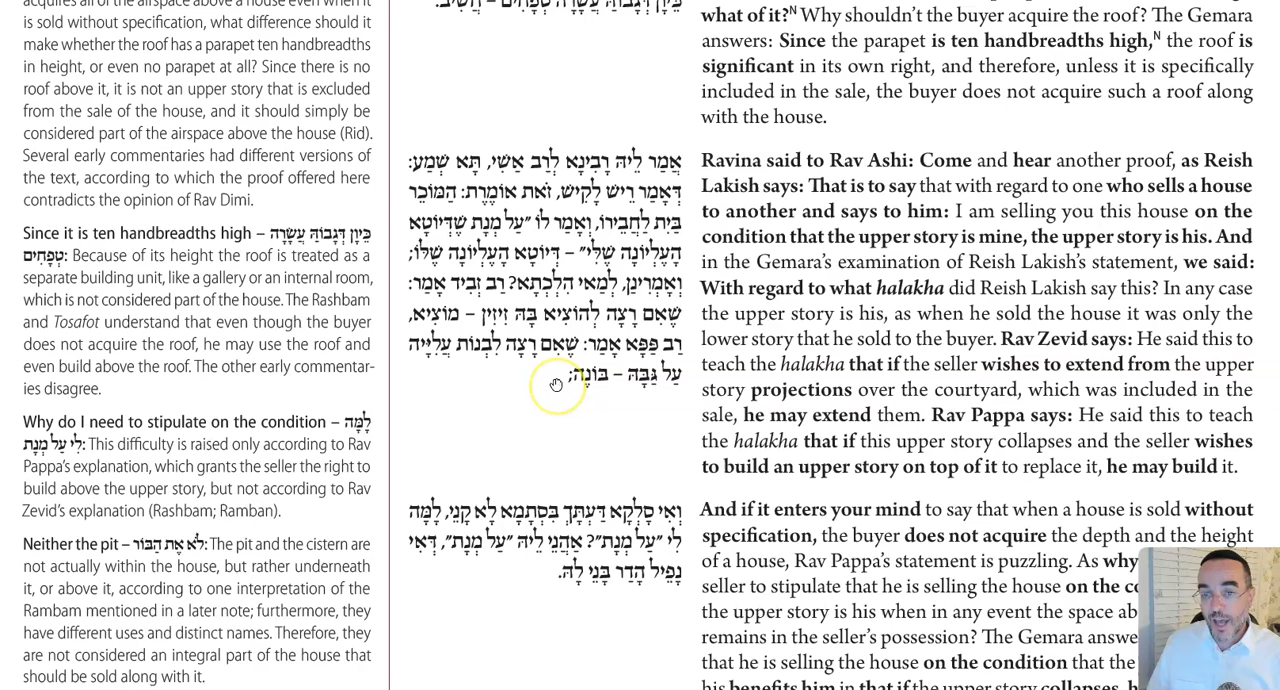 acquires all of the airspace above a house even when it
is sold without specification, what difference should it
make whether the roof has a parapet ten handbreadths
in height, or even no parapet at all? Since there is no
roof above it, it is not an upper story that is excluded
from the sale of the house, and it should simply be
considered part of the airspace above the house (Rid).
Several early commentaries had different versions of
the text, according to which the proof offered here
contradicts the opinion of Rav Dimi.
Since it is ten handbreadths high – כֵּיוָן דִּגְבוֹהַּ עֲשָׂרָה
טְפָחִים: Because of its height the roof is treated as a
separate building unit, like a gallery or an internal room,
which is not considered part of the house. The Rashbam
and Tosafot understand that even though the buyer
does not acquire the roof, he may use the roof and
even build above the roof. The other early commentar-
ies disagree.
Why do I need to stipulate on the condition – לָמָּה
לִי עַל מְנָת: This difficulty is raised only according to Rav
Pappa's explanation, which grants the seller the right to
build above the upper story, but not according to Rav
Zevid's explanation (Rashbam; Ramban).
Neither the pit – לֹא אֶת הַבּוֹר: The pit and the cistern are
not actually within the house, but rather underneath
it, or above it, according to one interpretation of the
Rambam mentioned in a later note; furthermore, they
have different uses and distinct names. Therefore, they
are not considered an integral part of the house that
should be sold along with it.
כֵּיוָן דִּגְבוֹהַּ עֲשָׂרָה טְפָחִים – חֲשִׁיב.
אֲמַר לֵיהּ רָבִינָא לְרַב אַשִׁי, תָּא שְׁמַע:
דְּאָמַר רֵישׁ לָקִישׁ, זֹאת אוֹמֶרֶת: הַמּוֹכֵר
בַּיִת לַחֲבֵירוֹ, וְאָמַר לוֹ ״עַל מְנָת שֶׁדְּיוֹטָא
הָעֶלְיוֹנָה שֶׁלִּי״ – דְּיוֹטָא הָעֶלְיוֹנָה שֶׁלּוֹ;
וְאָמְרִינַן, לְמַאי הִלְכְתָא? רַב זְבִיד אָמַר:
שֶׁאִם רָצָה לְהוֹצִיא בָּהּ זִיזִין – מוֹצִיא,
רַב פַּפָּא אָמַר: שֶׁאִם רָצָה לִבְנוֹת עֲלִיָּיה
עַל גַּבָּהּ – בּוֹנֶה;
וְאִי סָלְקָא דַּעְתָּךְ בִּסְתָמָא לָא קָנֵי, לָמָּה
לִי ״עַל מְנָת״? אַהֲנֵי לֵיהּ ״עַל מְנָת״, דְּאִי
נָפֵיל הָדַר בָּנֵי לַהּ.
what of it?ᴺ Why shouldn't the buyer acquire the roof? The Gemara
answers: Since the parapet is ten handbreadths high,ᴺ the roof is
significant in its own right, and therefore, unless it is specifically
included in the sale, the buyer does not acquire such a roof along
with the house.
Ravina said to Rav Ashi: Come and hear another proof, as Reish
Lakish says: That is to say that with regard to one who sells a house
to another and says to him: I am selling you this house on the
condition that the upper story is mine, the upper story is his. And
in the Gemara's examination of Reish Lakish's statement, we said:
With regard to what halakha did Reish Lakish say this? In any case
the upper story is his, as when he sold the house it was only the
lower story that he sold to the buyer. Rav Zevid says: He said this to
teach the halakha that if the seller wishes to extend from the upper
story projections over the courtyard, which was included in the
sale, he may extend them. Rav Pappa says: He said this to teach
the halakha that if this upper story collapses and the seller wishes
to build an upper story on top of it to replace it, he may build it.
And if it enters your mind to say that when a house is sold without
specification, the buyer does not acquire the depth and the height
of a house, Rav Pappa's statement is puzzling. As why
seller to stipulate that he is selling the house on the
the upper story is his when in any event the space
remains in the seller's possession? The Gemara
that he is selling the house on the condition that the
his benefits him in that if the upper story collapses,